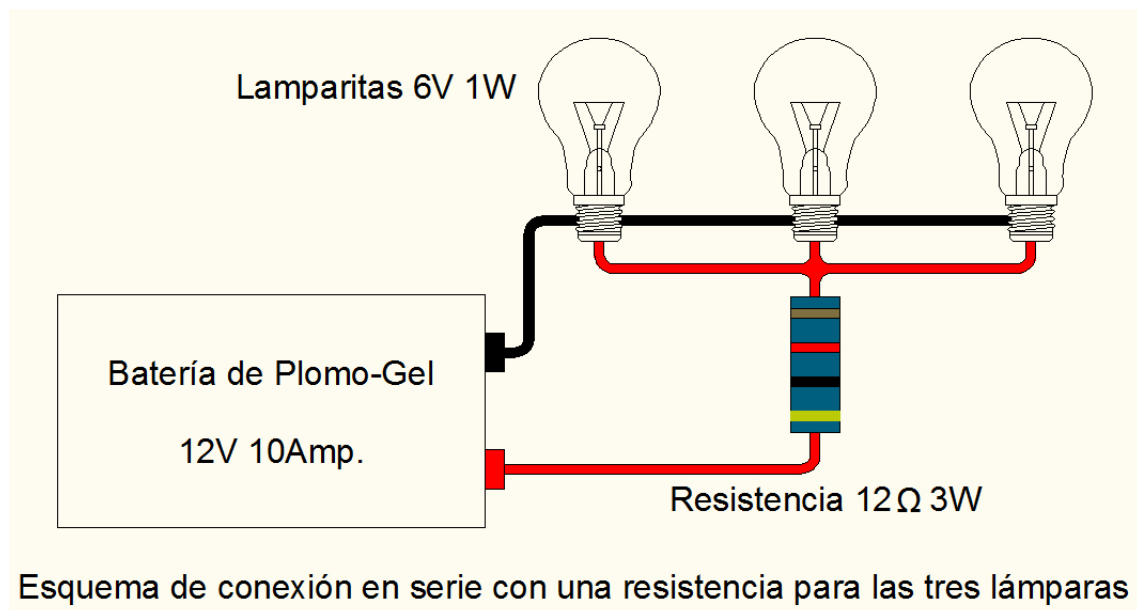 Lamparitas 6V 1W
Batería de Plomo-Gel
12V 10Amp.
Resistencia 12Ω 3W
Esquema de conexión en serie con una resistencia para las tres lámparas